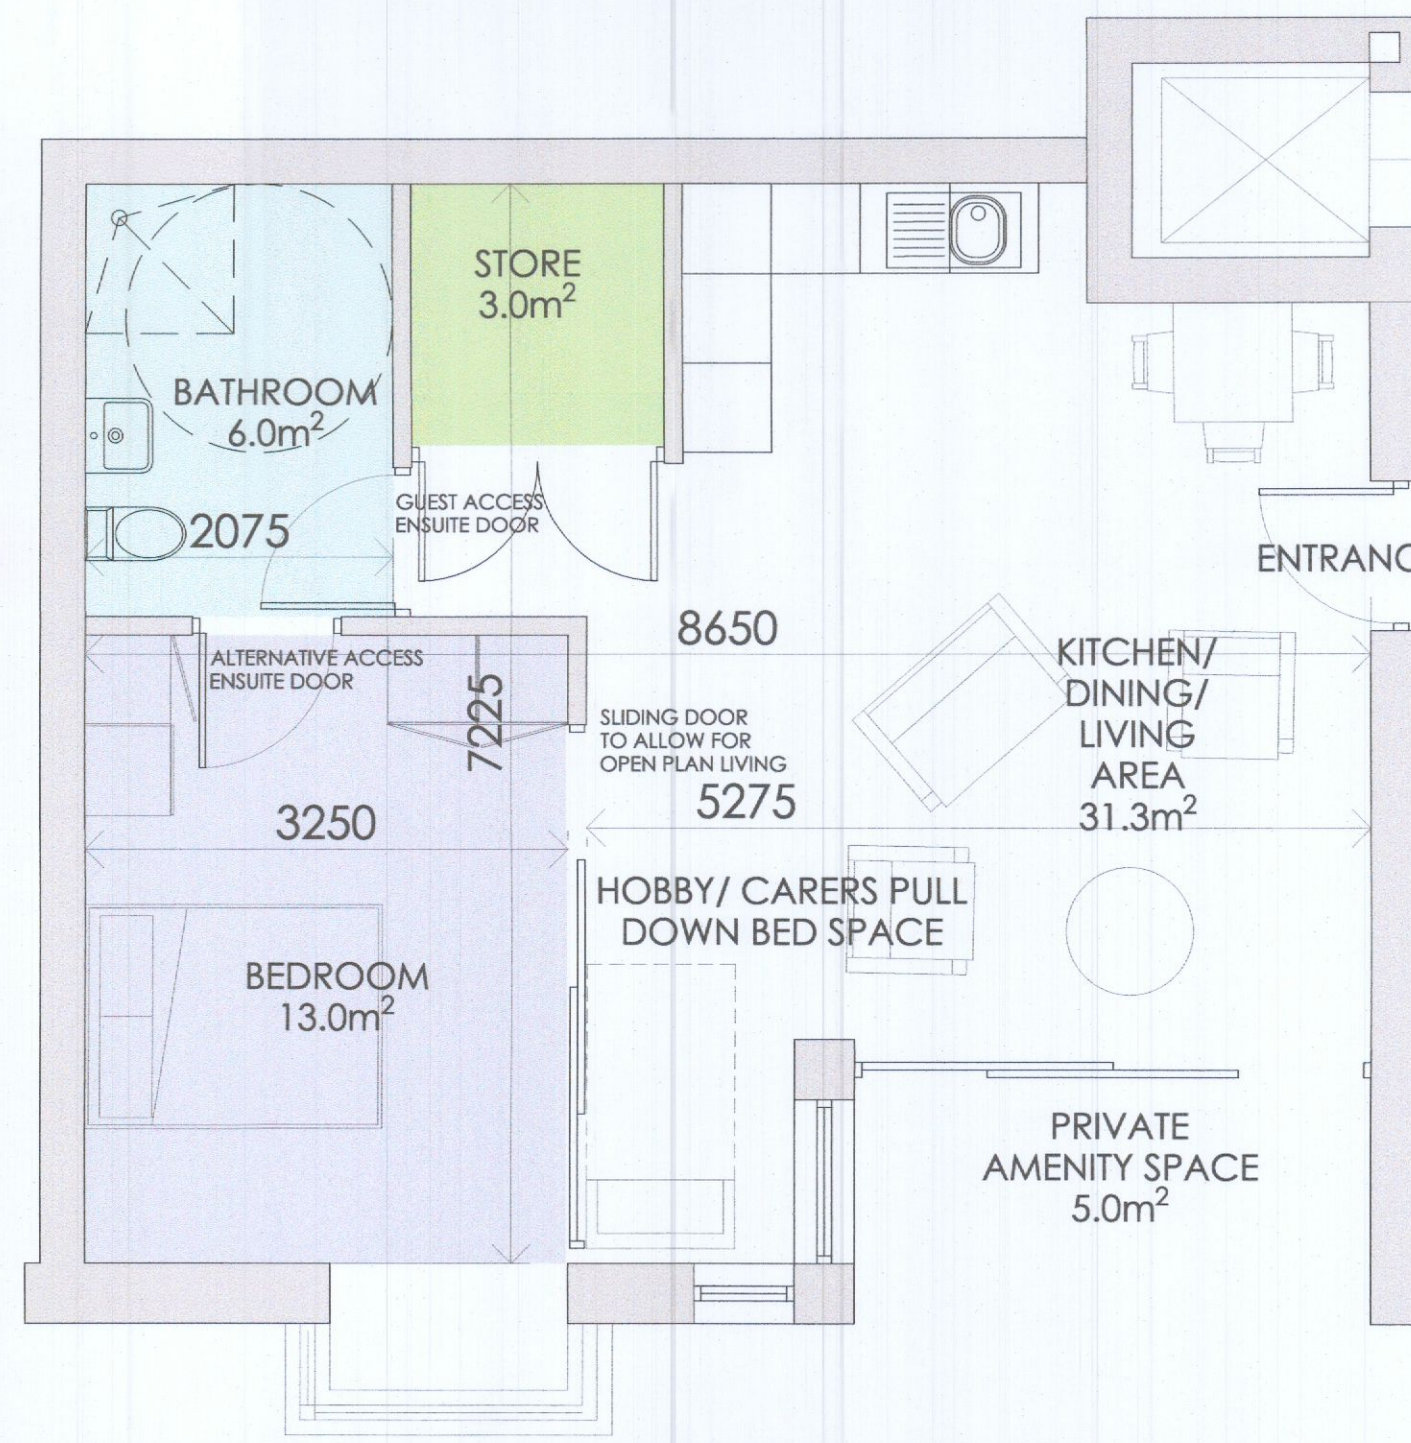 STORE
3.0m²
BATHROOM
6.0m²
GUEST ACCESS
ENSUITE DOOR
2075
ENTRANC
8650
ALTERNATIVE ACCESS
ENSUITE DOOR
7225
KITCHEN/
DINING/
LIVING
AREA
31.3m²
SLIDING DOOR
TO ALLOW FOR
OPEN PLAN LIVING
5275
3250
HOBBY/ CARERS PULL
DOWN BED SPACE
BEDROOM
13.0m²
PRIVATE
AMENITY SPACE
5.0m²